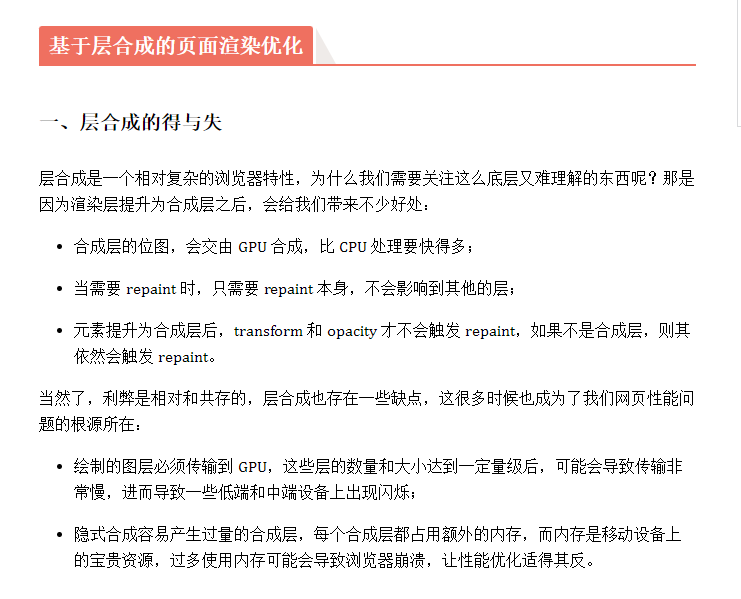 基于层合成的页面渲染优化
一、层合成的得与失
层合成是一个相对复杂的浏览器特性，为什么我们需要关注这么底层又难理解的东西呢？那是
因为渲染层提升为合成层之后，会给我们带来不少好处：
• 合成层的位图，会交由 GPU 合成，比 CPU 处理要快得多；
• 当需要 repaint 时，只需要 repaint 本身，不会影响到其他的层；
• 元素提升为合成层后，transform 和 opacity 才不会触发 repaint，如果不是合成层，则其
依然会触发 repaint。
当然了，利弊是相对和共存的，层合成也存在一些缺点，这很多时候也成为了我们网页性能问
题的根源所在：
• 绘制的图层必须传输到 GPU，这些层的数量和大小达到一定量级后，可能会导致传输非
常慢，进而导致一些低端和中端设备上出现闪烁；
• 隐式合成容易产生过量的合成层，每个合成层都占用额外的内存，而内存是移动设备上
的宝贵资源，过多使用内存可能会导致浏览器崩溃，让性能优化适得其反。